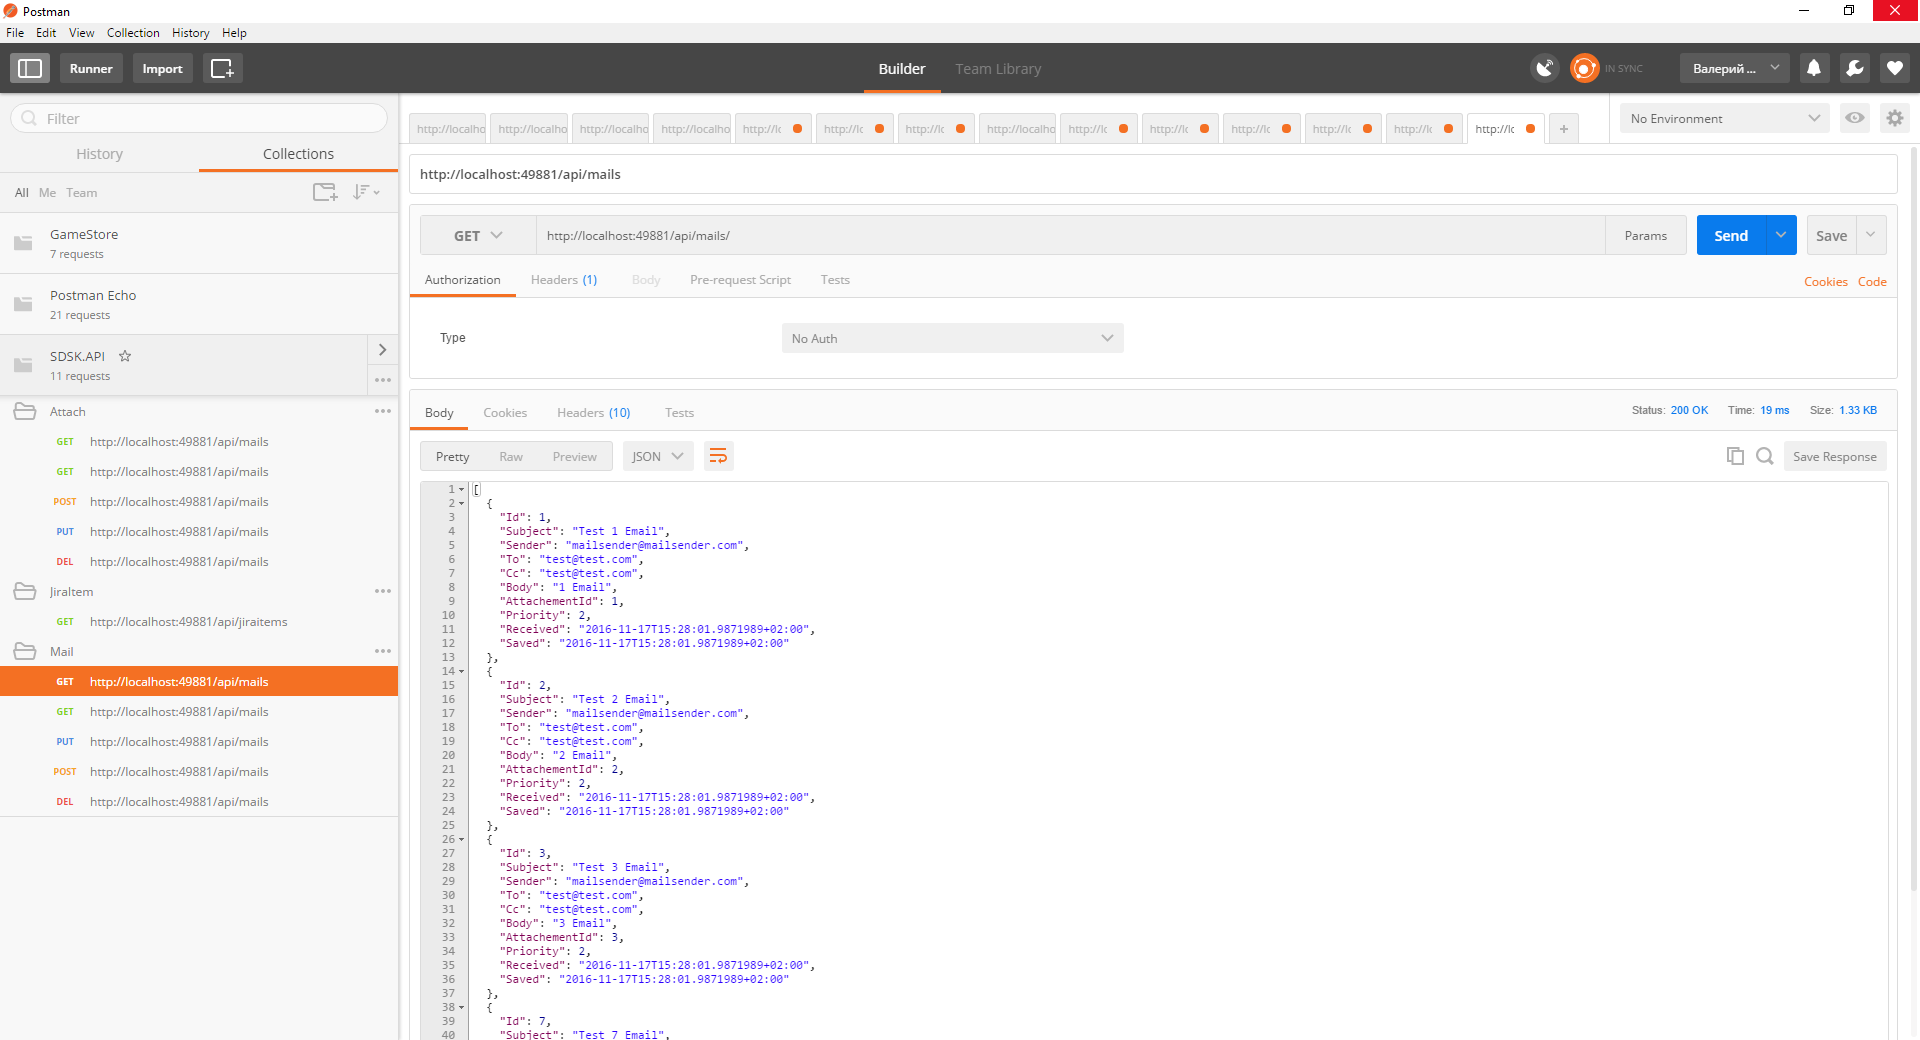 Postman
File Edit View Collection History Help
Runner Import Builder Team Library IN SYNC Валерий ...
Filter
History Collections
All Me Team
GameStore
7 requests
Postman Echo
21 requests
SDSK.API
11 requests
Attach
GET http://localhost:49881/api/mails
GET http://localhost:49881/api/mails
POST http://localhost:49881/api/mails
PUT http://localhost:49881/api/mails
DEL http://localhost:49881/api/mails
JiraItem
GET http://localhost:49881/api/jiraitems
Mail
GET http://localhost:49881/api/mails
GET http://localhost:49881/api/mails
PUT http://localhost:49881/api/mails
POST http://localhost:49881/api/mails
DEL http://localhost:49881/api/mails
http://localho http://localho http://localho http://localho http://lc http://lc http://lc http://localho http://lc http://lc http://lc http://lc http://lc http://lc +
No Environment
http://localhost:49881/api/mails
GET http://localhost:49881/api/mails/ Params Send Save
Authorization Headers (1) Body Pre-request Script Tests Cookies Code
Type No Auth
Body Cookies Headers (10) Tests Status: 200 OK Time: 19 ms Size: 1.33 KB
Pretty Raw Preview JSON Save Response
1 [
2 {
3 "Id": 1,
4 "Subject": "Test 1 Email",
5 "Sender": "mailsender@mailsender.com",
6 "To": "test@test.com",
7 "Cc": "test@test.com",
8 "Body": "1 Email",
9 "AttachementId": 1,
10 "Priority": 2,
11 "Received": "2016-11-17T15:28:01.9871989+02:00",
12 "Saved": "2016-11-17T15:28:01.9871989+02:00"
13 },
14 {
15 "Id": 2,
16 "Subject": "Test 2 Email",
17 "Sender": "mailsender@mailsender.com",
18 "To": "test@test.com",
19 "Cc": "test@test.com",
20 "Body": "2 Email",
21 "AttachementId": 2,
22 "Priority": 2,
23 "Received": "2016-11-17T15:28:01.9871989+02:00",
24 "Saved": "2016-11-17T15:28:01.9871989+02:00"
25 },
26 {
27 "Id": 3,
28 "Subject": "Test 3 Email",
29 "Sender": "mailsender@mailsender.com",
30 "To": "test@test.com",
31 "Cc": "test@test.com",
32 "Body": "3 Email",
33 "AttachementId": 3,
34 "Priority": 2,
35 "Received": "2016-11-17T15:28:01.9871989+02:00",
36 "Saved": "2016-11-17T15:28:01.9871989+02:00"
37 },
38 {
39 "Id": 7,
40 "Subject": "Test 7 Email",